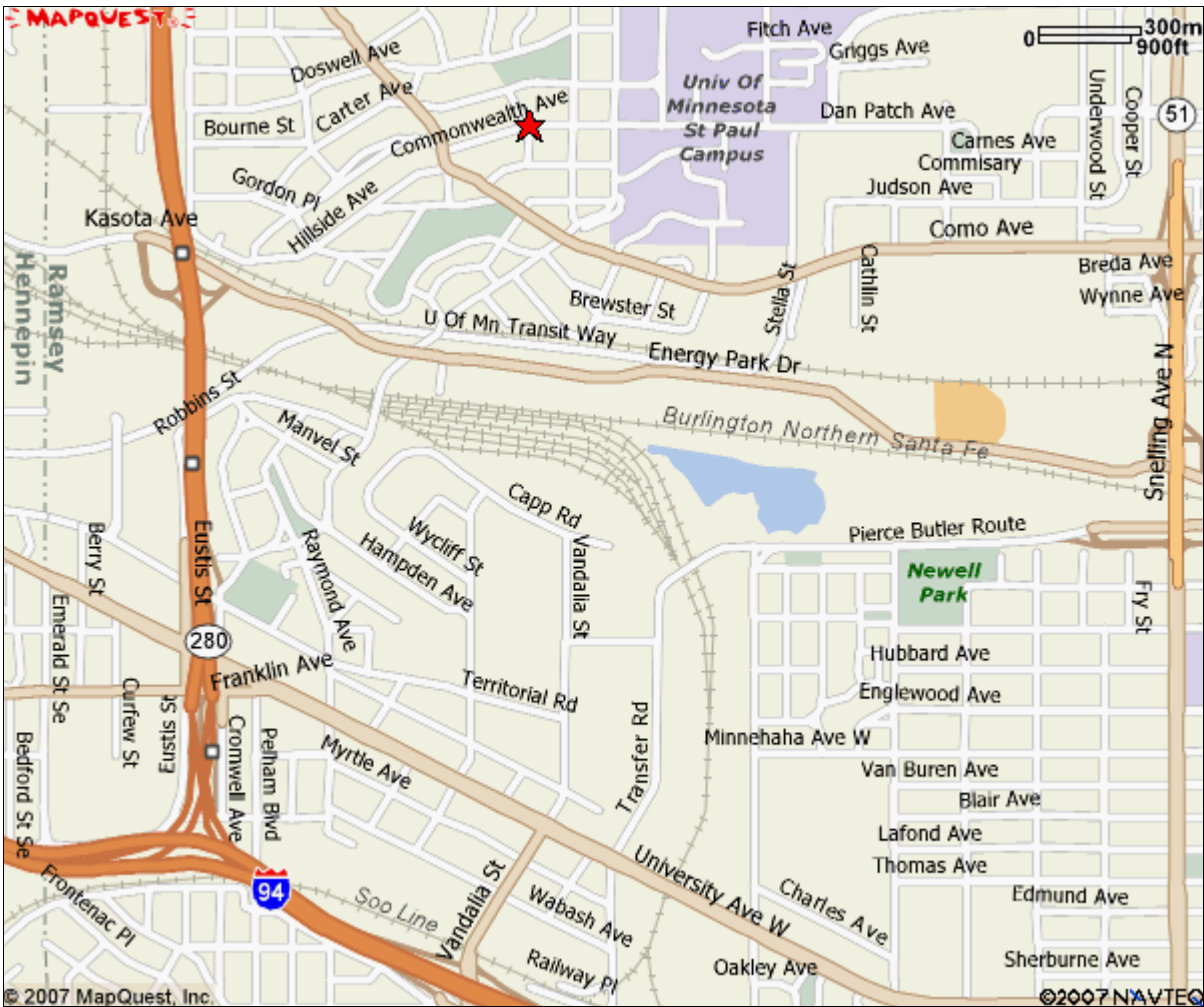 MAPQUEST
Fitch Ave
Griggs Ave
0
300m
900ft
Doswell Ave
Carter Ave
Bourne St
Commonwealth Ave
Univ Of
Minnesota
St Paul
Campus
Dan Patch Ave
Underwood St
Cooper St
51
Carnes Ave
Commisary
Judson Ave
Gordon Pl
Hillside Ave
Kasota Ave
Como Ave
Ramsey
Hennepin
Breda Ave
Wynne Ave
Cathlin St
Stella St
Brewster St
U Of Mn Transit Way
Energy Park Dr
Snelling Ave N
Robbins St
Manvel St
Burlington Northern Santa Fe
Capp Rd
Wycliff St
Hampden Ave
Raymond Ave
Vandalia St
Pierce Butler Route
Newell
Park
Fry St
Berry St
Eustis St
Emerald St Se
280
Franklin Ave
Territorial Rd
Hubbard Ave
Englewood Ave
Minnehaha Ave W
Curfew St
Eustis St
Cromwell Ave
Pelham Blvd
Bedford St Se
Myrtle Ave
Transfer Rd
Van Buren Ave
Blair Ave
Lafond Ave
Thomas Ave
University Ave W
Charles Ave
Edmund Ave
Frontenac Pl
94
Soo Line
Vandalia St
Wabash Ave
Railway Pl
Oakley Ave
Sherburne Ave
© 2007 MapQuest, Inc.
©2007 NAVTEQ